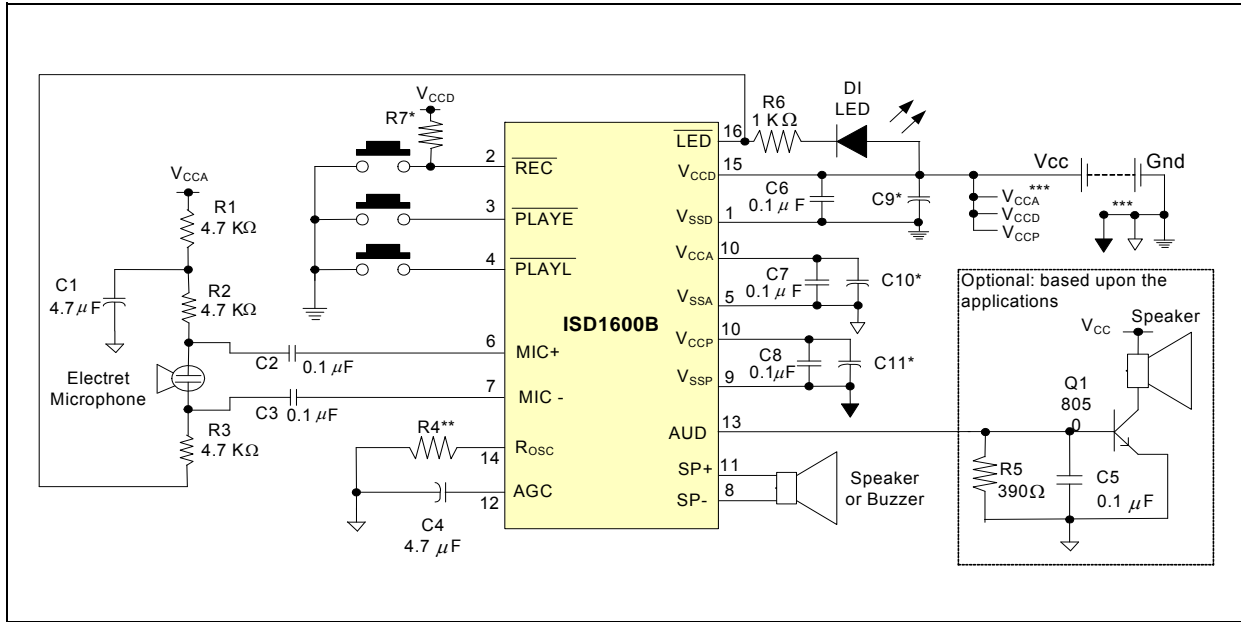 VCCD
R7*
VCCA
R1
4.7 KΩ
C1
4.7 μF
R2
4.7 KΩ
Electret
Microphone
R3
4.7 KΩ
C2
0.1 μF
C3
0.1 μF
R4**
C4
4.7 μF
2
3
4
6
7
14
12
ISD1600B
REC
PLAYE
PLAYL
MIC+
MIC -
ROSC
AGC
LED
VCCD
VSSD
VCCA
VSSA
VCCP
VSSP
AUD
SP+
SP-
16
15
1
10
5
10
9
13
11
8
R6
1 KΩ
DI
LED
C6
0.1 μF
C9*
C7
0.1 μF
C10*
C8
0.1μF
C11*
Vcc
Gnd
VCCA***
VCCD
VCCP
***
Speaker
or Buzzer
Optional: based upon the
applications
Speaker
VCC
Q1
805
0
R5
390Ω
C5
0.1 μF